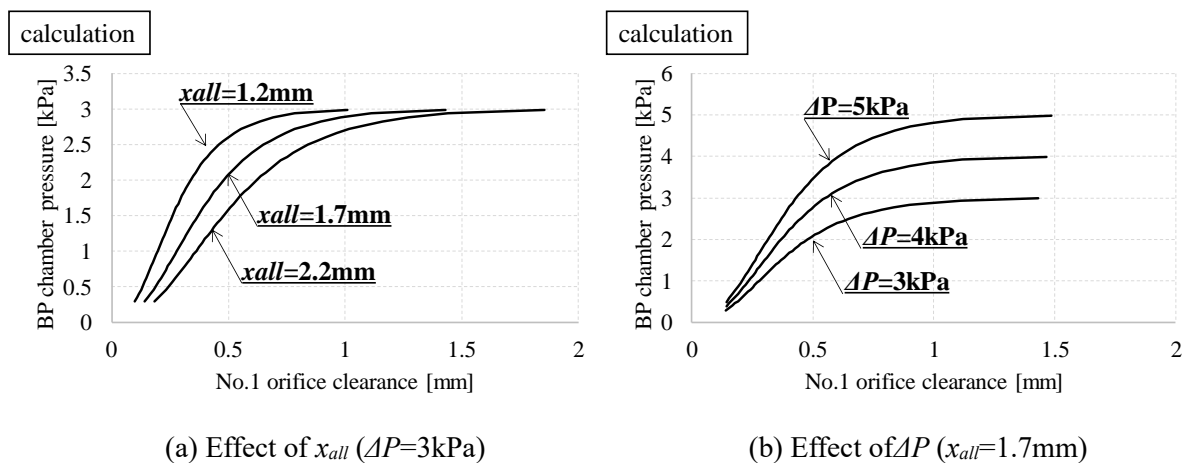 calculation
BP chamber pressure [kPa]
3.5
3
2.5
2
1.5
1
0.5
0
xall=1.2mm
xall=1.7mm
xall=2.2mm
0 0.5 1 1.5 2
No.1 orifice clearance [mm]
(a) Effect of xall (ΔP=3kPa)
calculation
BP chamber pressure [kPa]
6
5
4
3
2
1
0
ΔP=5kPa
ΔP=4kPa
ΔP=3kPa
0 0.5 1 1.5 2
No.1 orifice clearance [mm]
(b) Effect ofΔP (xall=1.7mm)